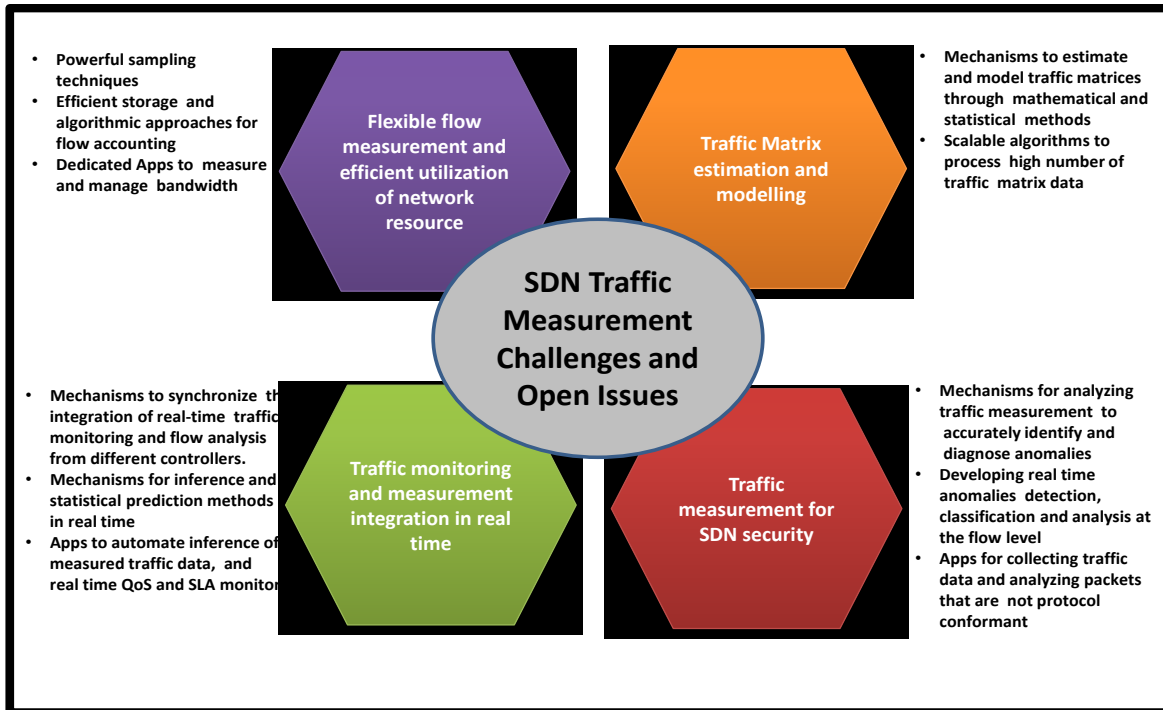 • Powerful sampling
techniques
• Efficient storage and
algorithmic approaches for
flow accounting
• Dedicated Apps to measure
and manage bandwidth
Flexible flow
measurement and
efficient utilization
of network
resource
Traffic Matrix
estimation and
modelling
• Mechanisms to estimate
and model traffic matrices
through mathematical and
statistical methods
• Scalable algorithms to
process high number of
traffic matrix data
SDN Traffic
Measurement
Challenges and
Open Issues
• Mechanisms to synchronize th
integration of real-time traffic
monitoring and flow analysis
from different controllers.
• Mechanisms for inference and
statistical prediction methods
in real time
• Apps to automate inference of
measured traffic data, and
real time QoS and SLA monitor
Traffic monitoring
and measurement
integration in real
time
Traffic
measurement for
SDN security
• Mechanisms for analyzing
traffic measurement to
accurately identify and
diagnose anomalies
• Developing real time
anomalies detection,
classification and analysis at
the flow level
• Apps for collecting traffic
data and analyzing packets
that are not protocol
conformant